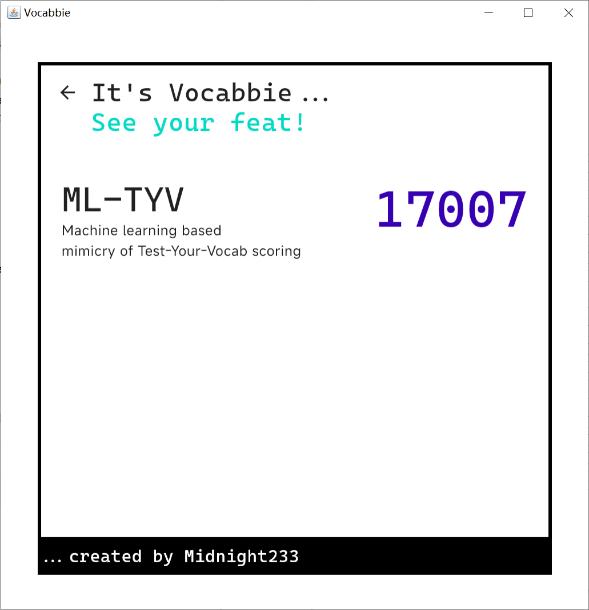 Vocabbie
← It's Vocabbie ...
See your feat!
ML-TYV
17007
Machine learning based
mimicry of Test-Your-Vocab scoring
... created by Midnight233